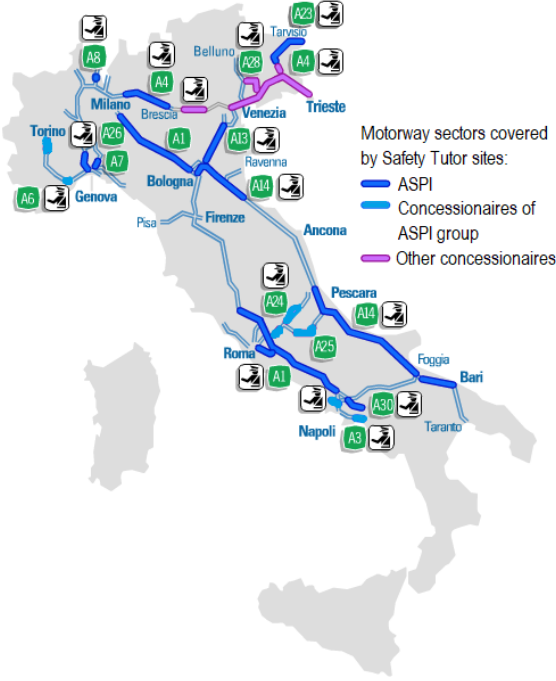 A23
Tarvisio
Belluno
A8
A28
A4
A4
Milano
Brescia
Venezia
Trieste
Torino
A26
A1
A13
A7
Ravenna
Bologna
A14
A6
Genova
Pisa
Firenze
Ancona
Motorway sectors covered
by Safety Tutor sites:
ASPI
Concessionaires of
ASPI group
Other concessionaires
Pescara
A24
A14
A25
Roma
Foggia
A1
Bari
A30
Napoli
Taranto
A3